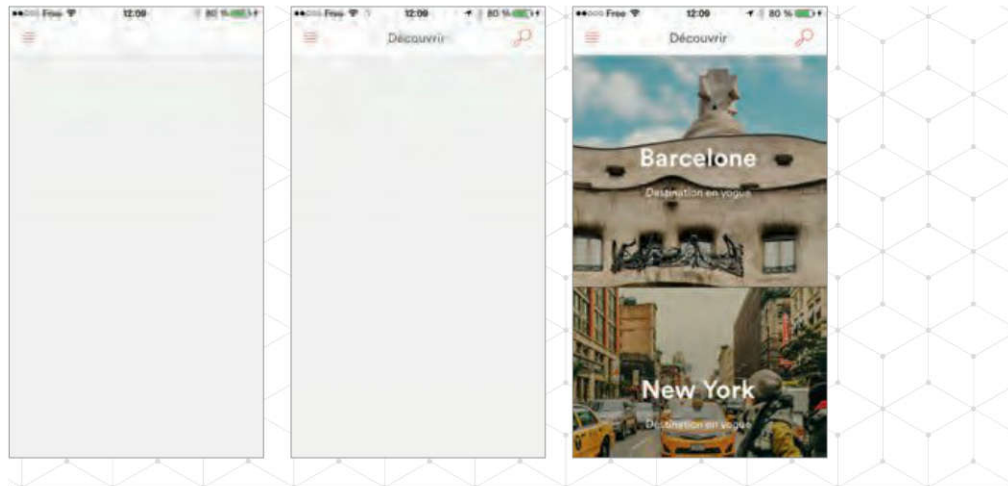 Free 12:09 80 %
Free 12:09 80 %
Découvrir
Free 12:09 80 %
Découvrir
Barcelone
Destination en vogue
New York
Destination en vogue